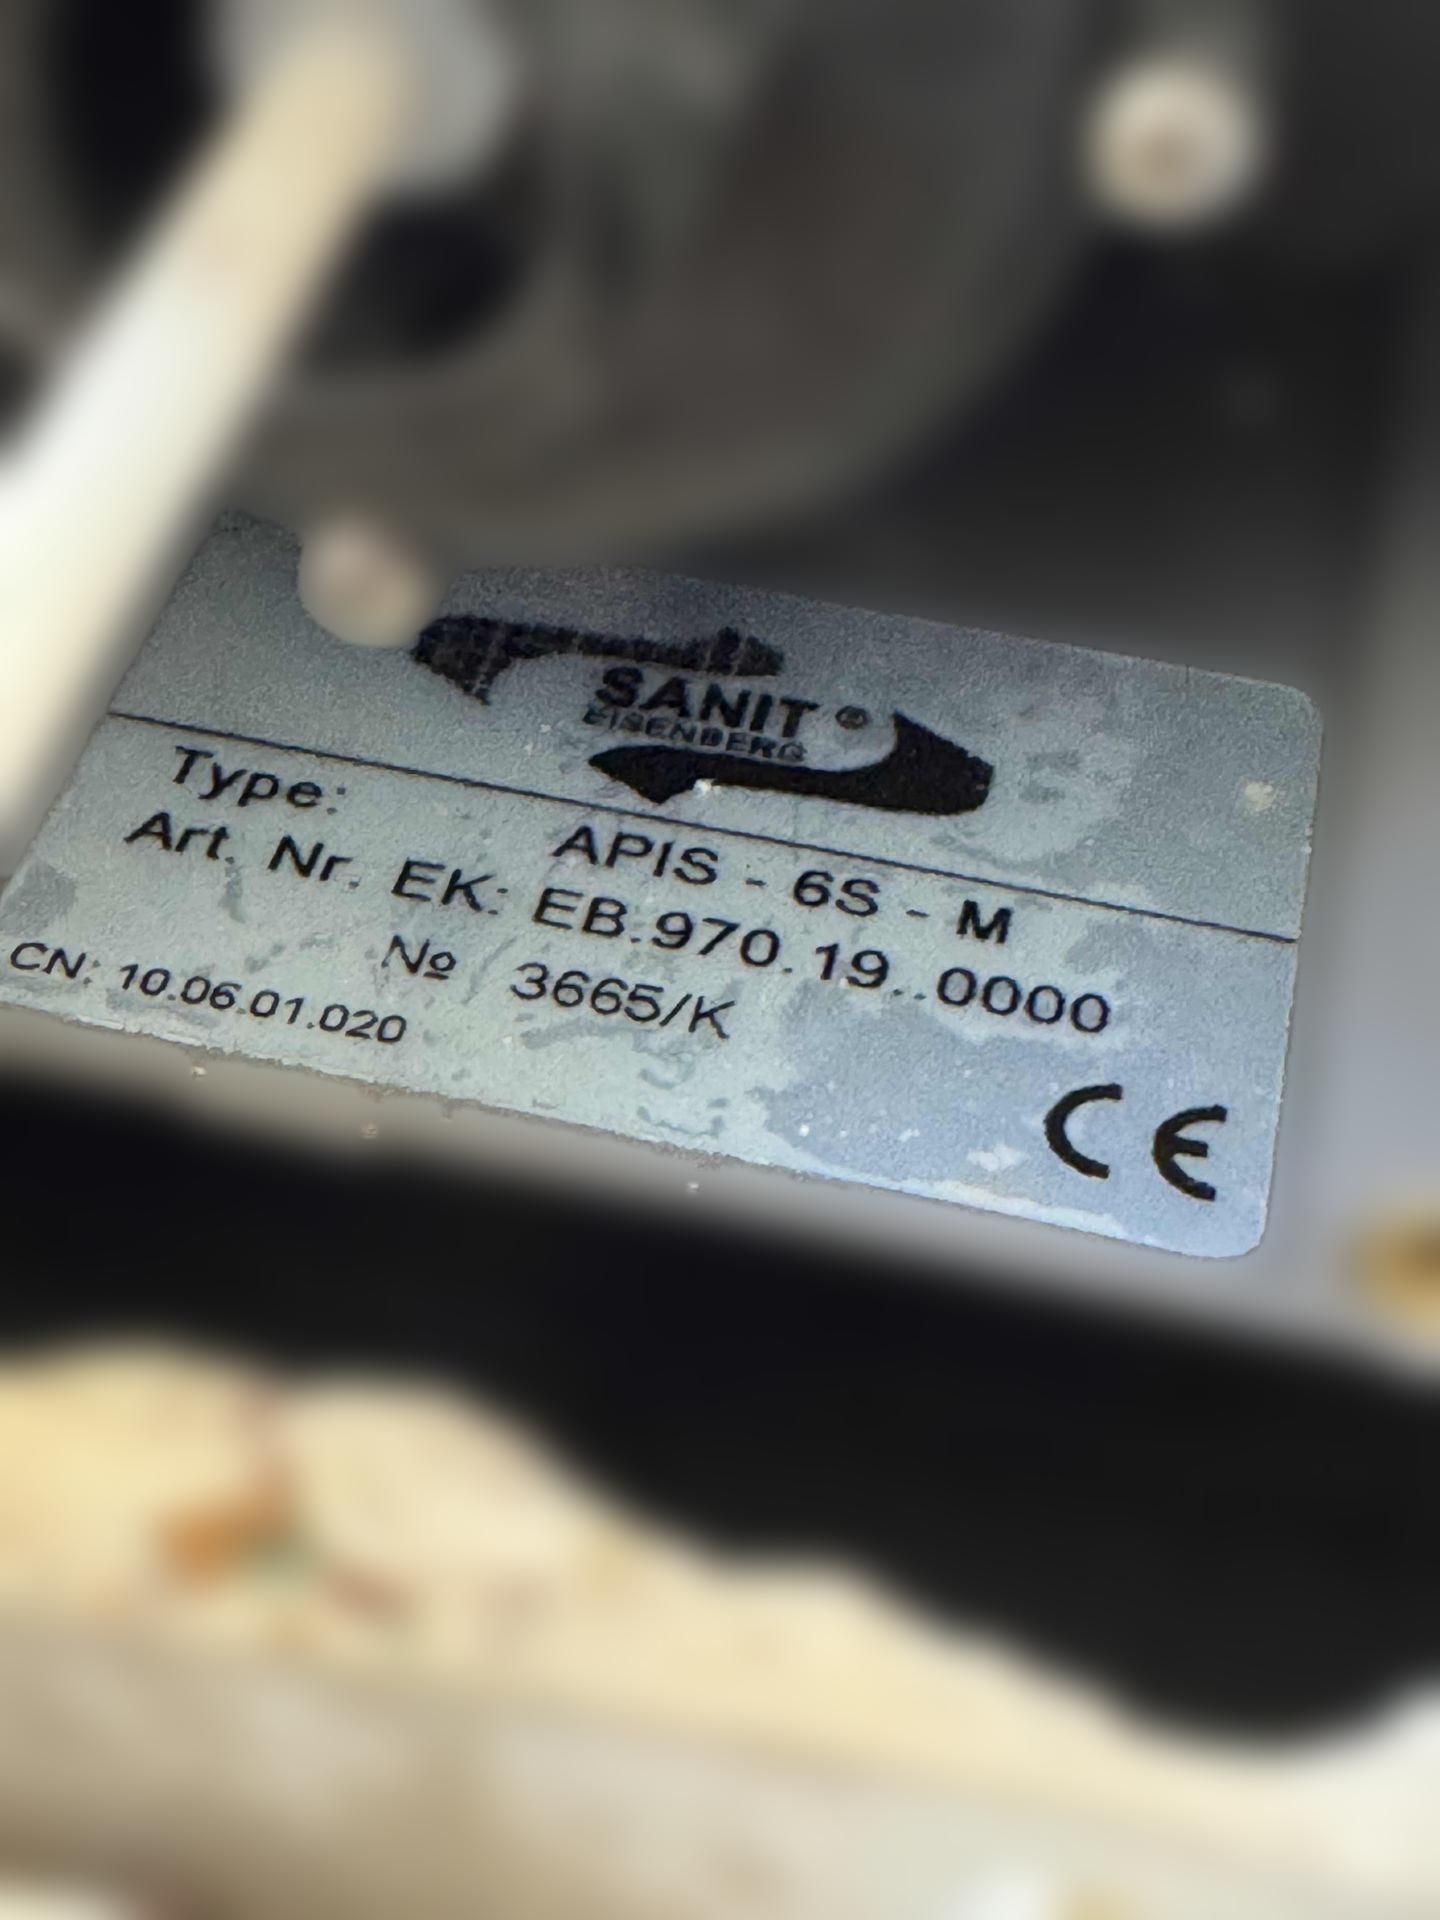 SANIT ®
EISENBERG
Type: APIS - 6S - M
Art. Nr. EK: EB.970.19..0000
№ 3665/K
CN: 10.06.01.020
CE